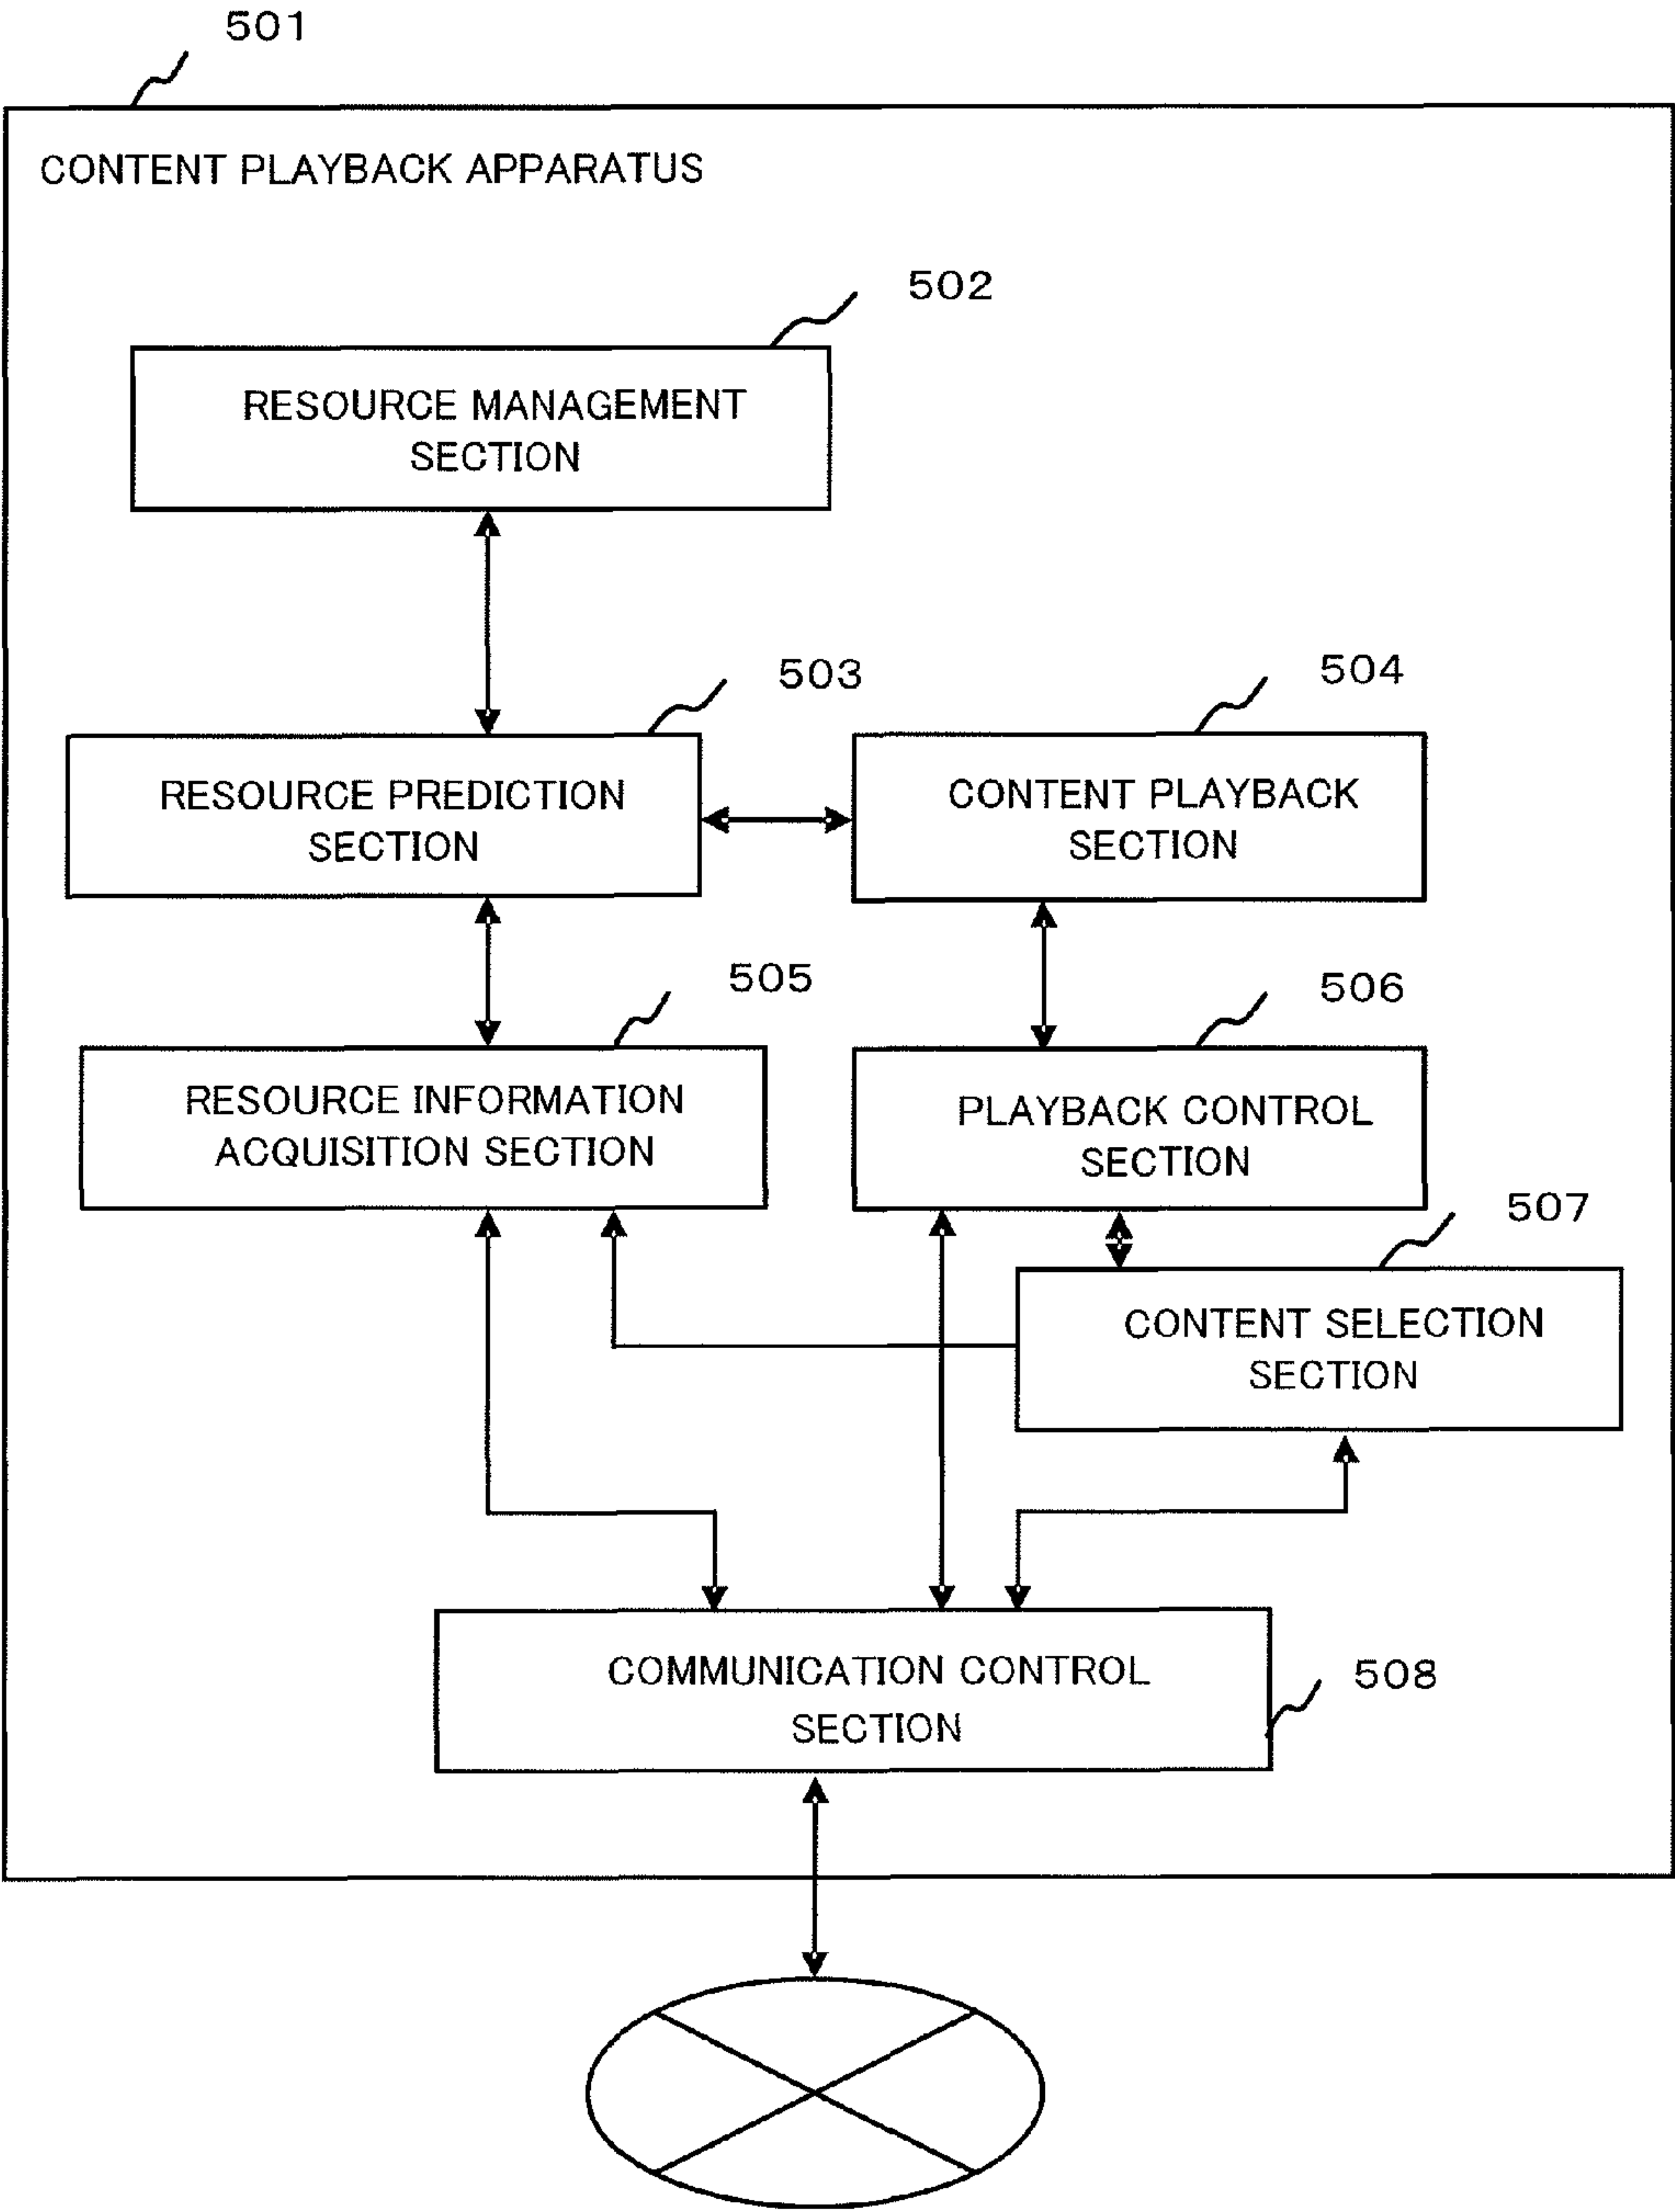 501
CONTENT PLAYBACK APPARATUS
502
RESOURCE MANAGEMENT
SECTION
503
504
RESOURCE PREDICTION
SECTION
CONTENT PLAYBACK
SECTION
505
506
RESOURCE INFORMATION
ACQUISITION SECTION
PLAYBACK CONTROL
SECTION
507
CONTENT SELECTION
SECTION
COMMUNICATION CONTROL
SECTION
508